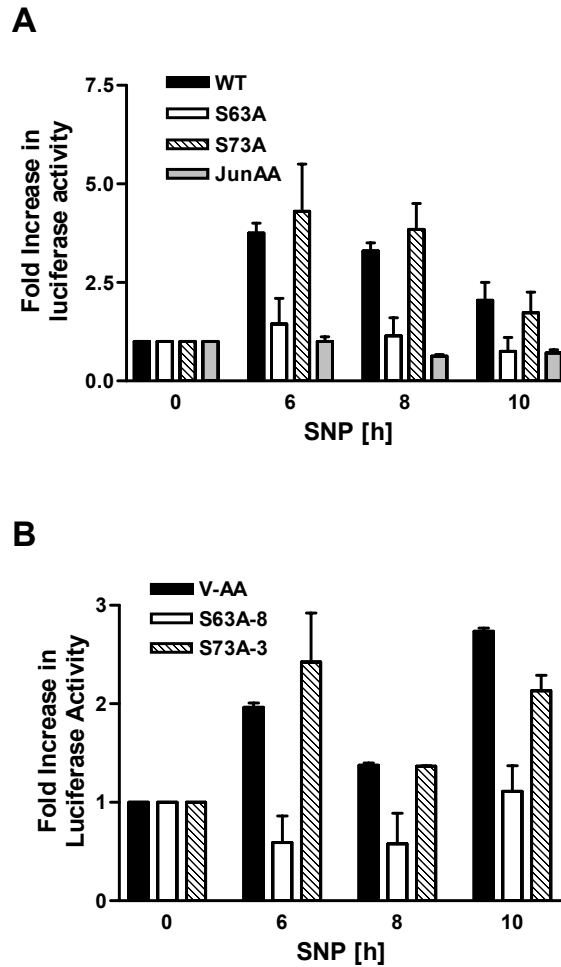 A
7.5
5.0
2.5
0.0
Fold Increase in
luciferase activity
WT
S63A
S73A
JunAA
0 6 8 10
SNP [h]
B
3
2
1
0
Fold Increase in
Luciferase Activity
V-AA
S63A-8
S73A-3
0 6 8 10
SNP [h]